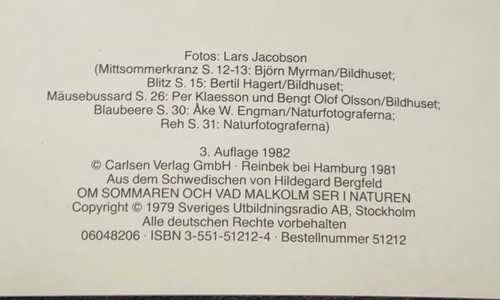 Fotos: Lars Jacobson
(Mittsommerkranz S. 12-13: Björn Myrman/Bildhuset;
Blitz S. 15: Bertil Hagert/Bildhuset;
Mäusebussard S. 26: Per Klaesson und Bengt Olof Olsson/Bildhuset;
Blaubeere S. 30: Åke W. Engman/Naturfotograferna;
Reh S. 31: Naturfotograferna)
3. Auflage 1982
© Carlsen Verlag GmbH · Reinbek bei Hamburg 1981
Aus dem Schwedischen von Hildegard Bergfeld
OM SOMMAREN OCH VAD MALKOLM SER I NATUREN
Copyright © 1979 Sveriges Utbildningsradio AB, Stockholm
Alle deutschen Rechte vorbehalten
06048206 · ISBN 3-551-51212-4 · Bestellnummer 51212